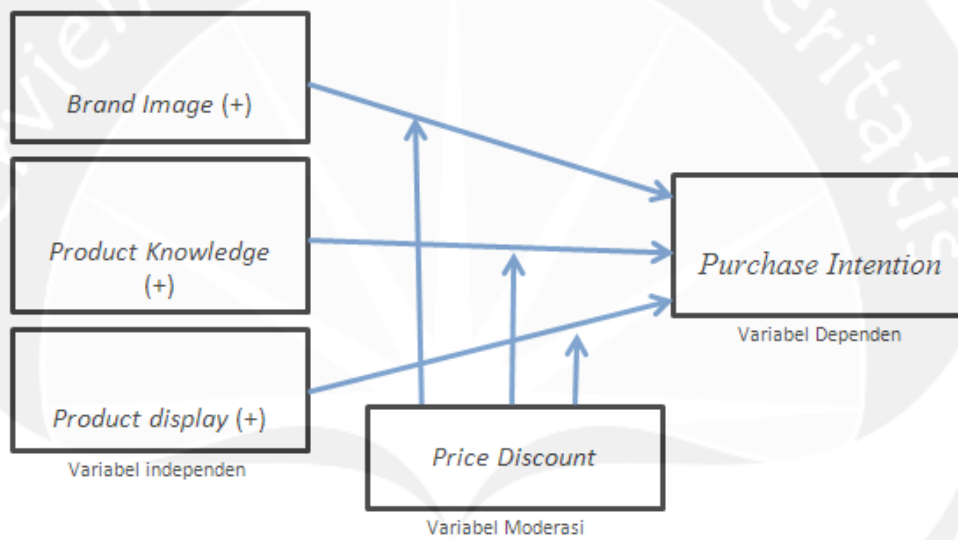 Brand Image (+)
Product Knowledge
(+)
Product display (+)
Variabel independen
Purchase Intention
Variabel Dependen
Price Discount
Variabel Moderasi